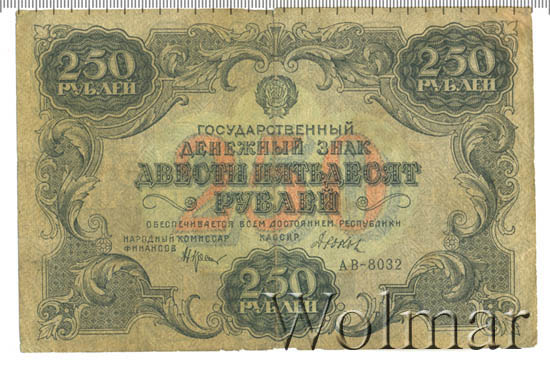 250
РУБЛЕЙ
250
РУБЛЕЙ
ГОСУДАРСТВЕННЫЙ
ДЕНЕЖНЫЙ ЗНАК
250
ДВЕСТИ ПЯТЬДЕСЯТ
РУБЛЕЙ
ОБЕСПЕЧИВАЕТСЯ ВСЕМ ДОСТОЯНИЕМ РЕСПУБЛИКИ
НАРОДНЫЙ КОМИССАР
ФИНАНСОВ
КАССИР
АВ-8032
250
РУБЛЕЙ
Wolmar